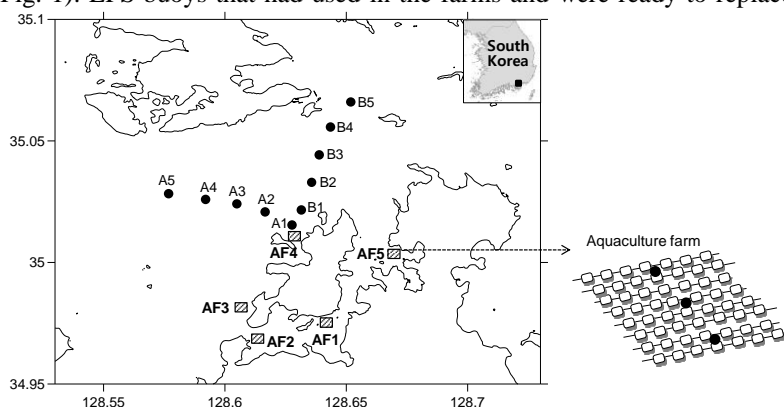 Fig. 1). EPS buoys that had used in the farms and were ready to replace
35.1
South
Korea
B5
35.05
B4
B3
A5
A4
A3
A2
B2
B1
A1
AF4
AF5
Aquaculture farm
35
AF3
AF2
AF1
34.95
128.55
128.6
128.65
128.7